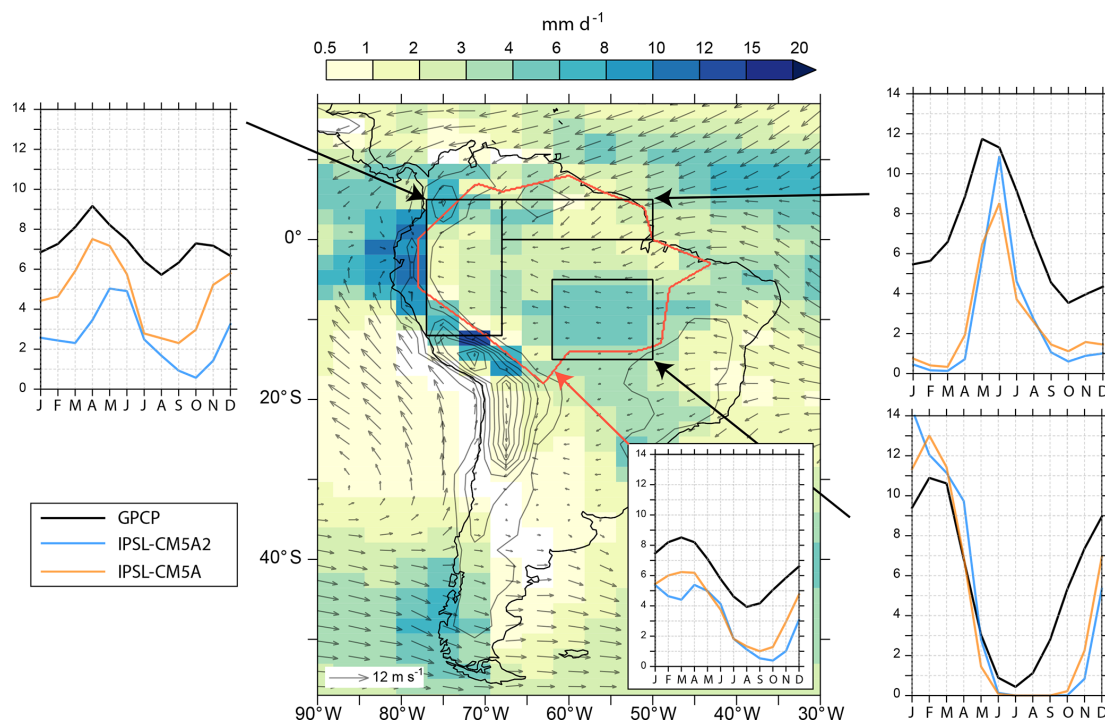 mm d-1
0.5 1 2 3 4 6 8 10 12 15 20
14
12
10
8
6
4
2
0
J F M A M J J A S O N D
GPCP
IPSL-CM5A2
IPSL-CM5A
0°
20°S
40°S
12 m s-1
90°W 80°W 70°W 60°W 50°W 40°W 30°W
14
12
10
8
6
4
2
0
J F M A M J J A S O N D
14
12
10
8
6
4
2
0
J F M A M J J A S O N D
14
12
10
8
6
4
2
0
J F M A M J J A S O N D